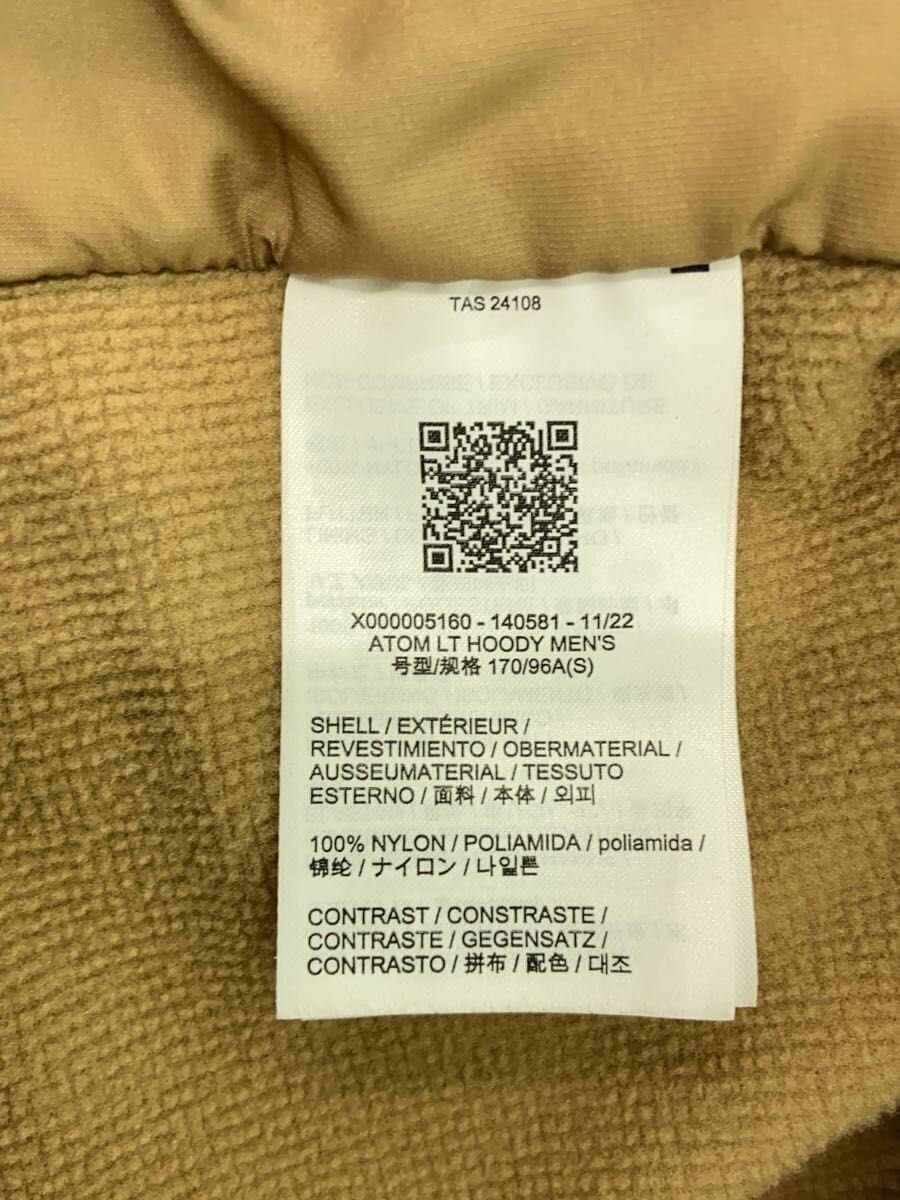 TAS 24108
X000005160 - 140581 - 11/22
ATOM LT HOODY MEN'S
号型/规格 170/96A(S)
SHELL / EXTÉRIEUR /
REVESTIMIENTO / OBERMATERIAL /
AUSSEUMATERIAL / TESSUTO
ESTERNO / 面料 / 本体 / 외피
100% NYLON / POLIAMIDA / poliamida /
锦纶 / ナイロン / 나일론
CONTRAST / CONSTRASTE /
CONTRASTE / GEGENSATZ /
CONTRASTO / 拼布 / 配色 / 대조